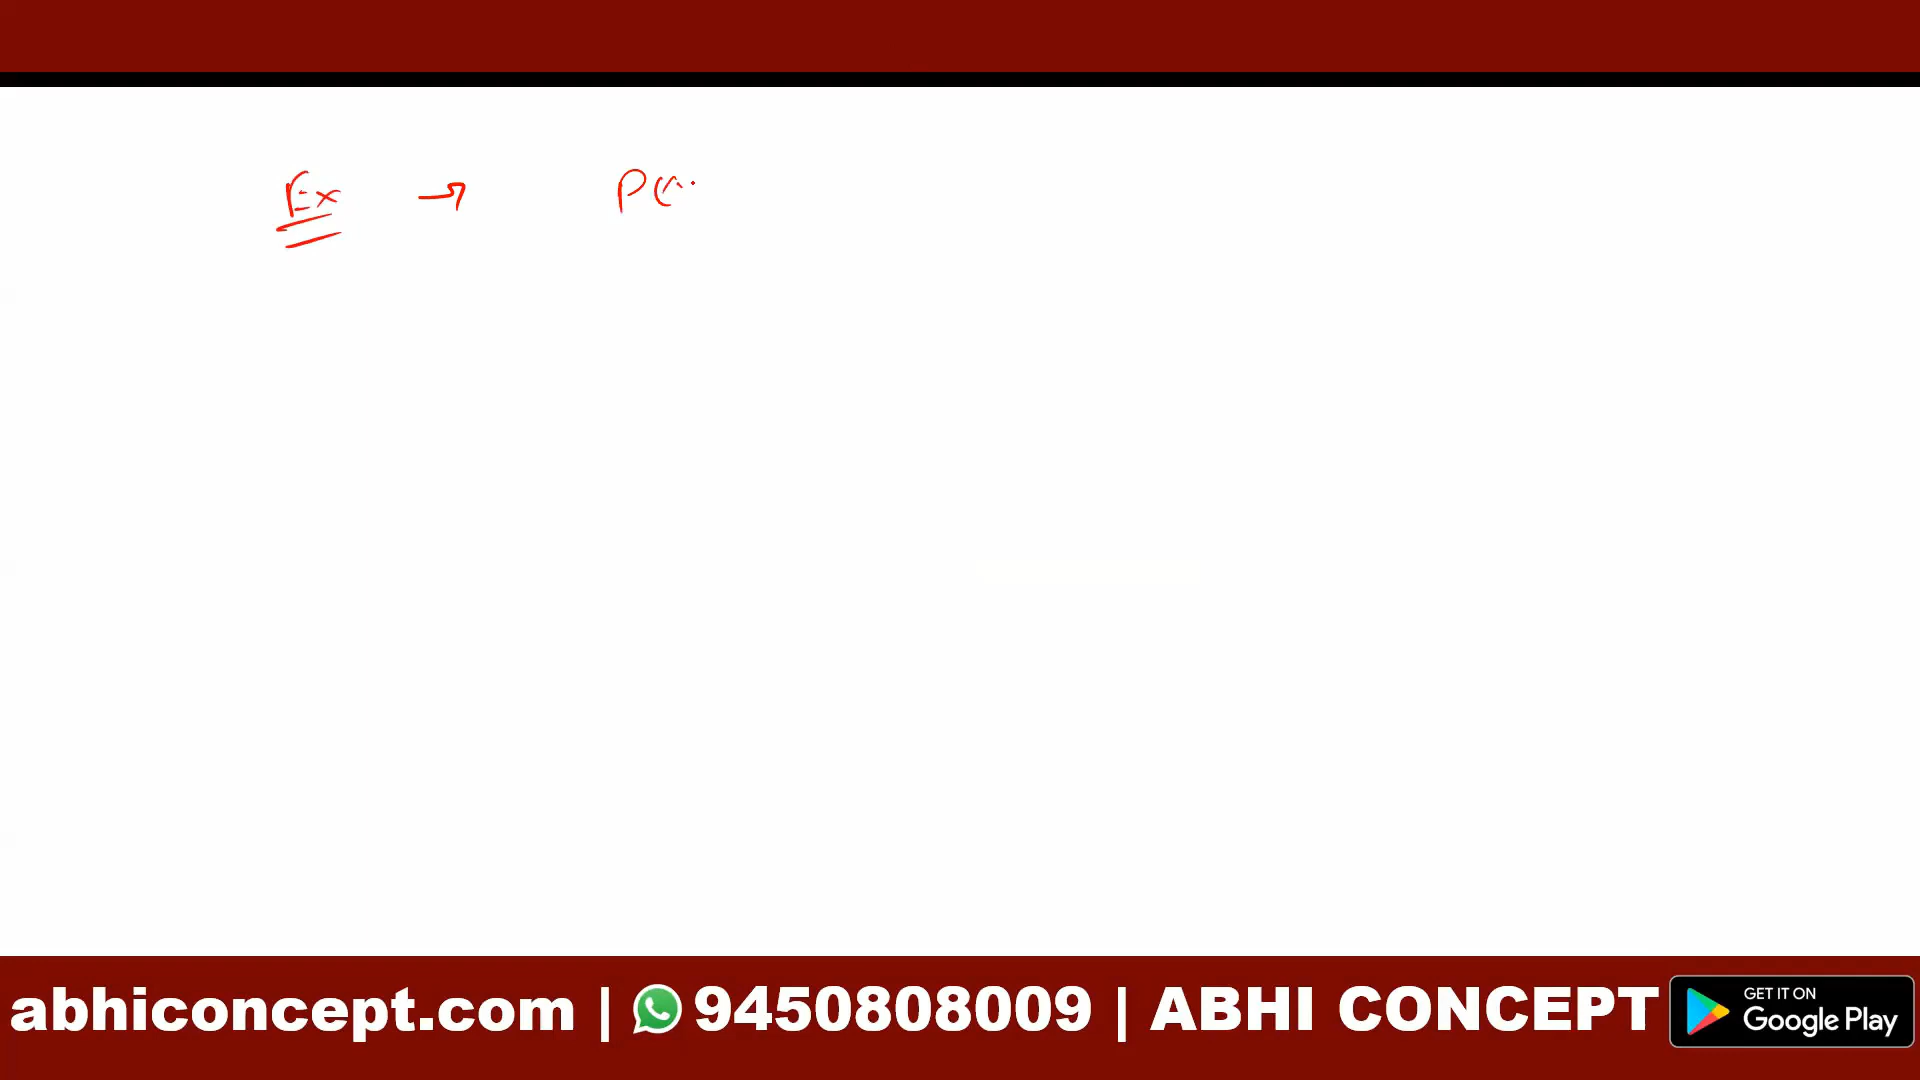 Ex → P(
abhiconcept.com | 9450808009 | ABHI CONCEPT
GET IT ON
Google Play